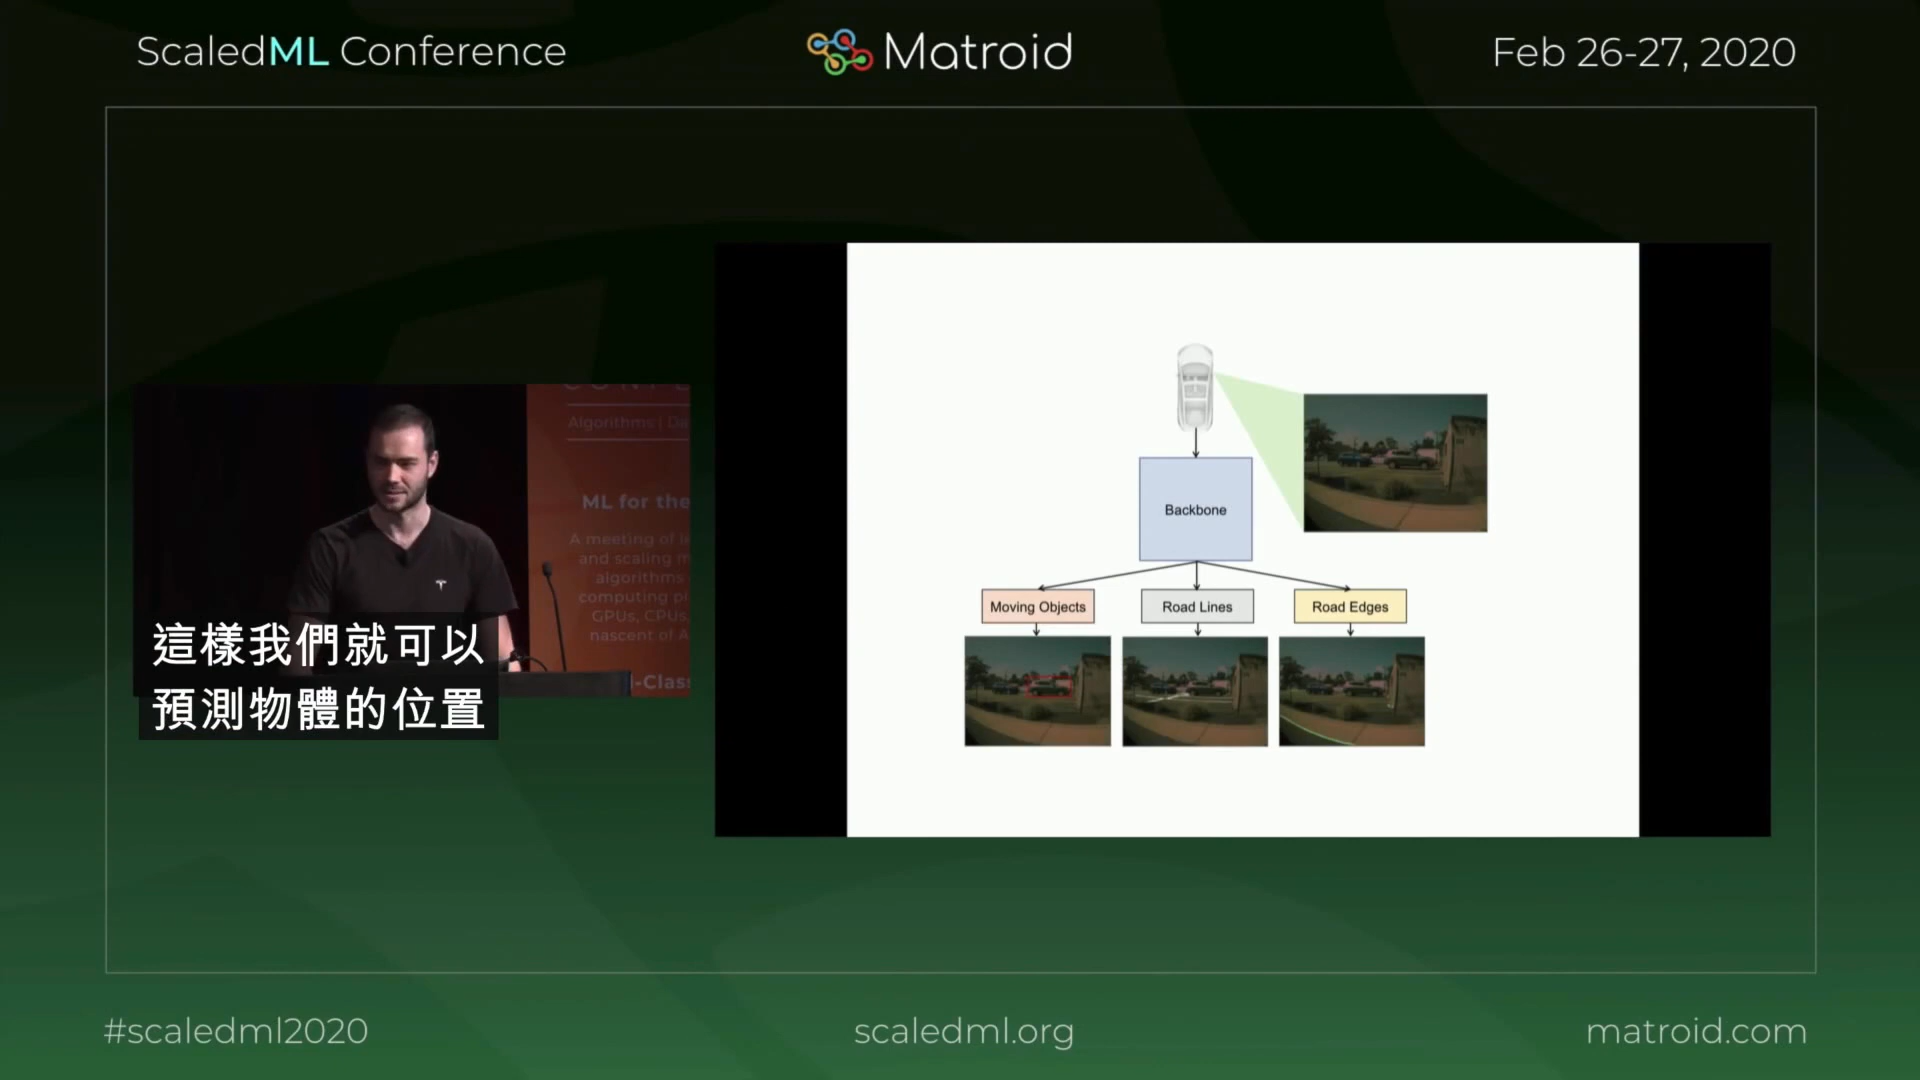 ScaledML Conference
Matroid
Feb 26-27, 2020
Algorithms | Da
ML for the
A meeting of
and scaling
algorithms
computing
GPUs, CPUs,
nascent of A
-Class
這樣我們就可以
預測物體的位置
Backbone
Moving Objects
Road Lines
Road Edges
#scaledml2020
scaledml.org
matroid.com